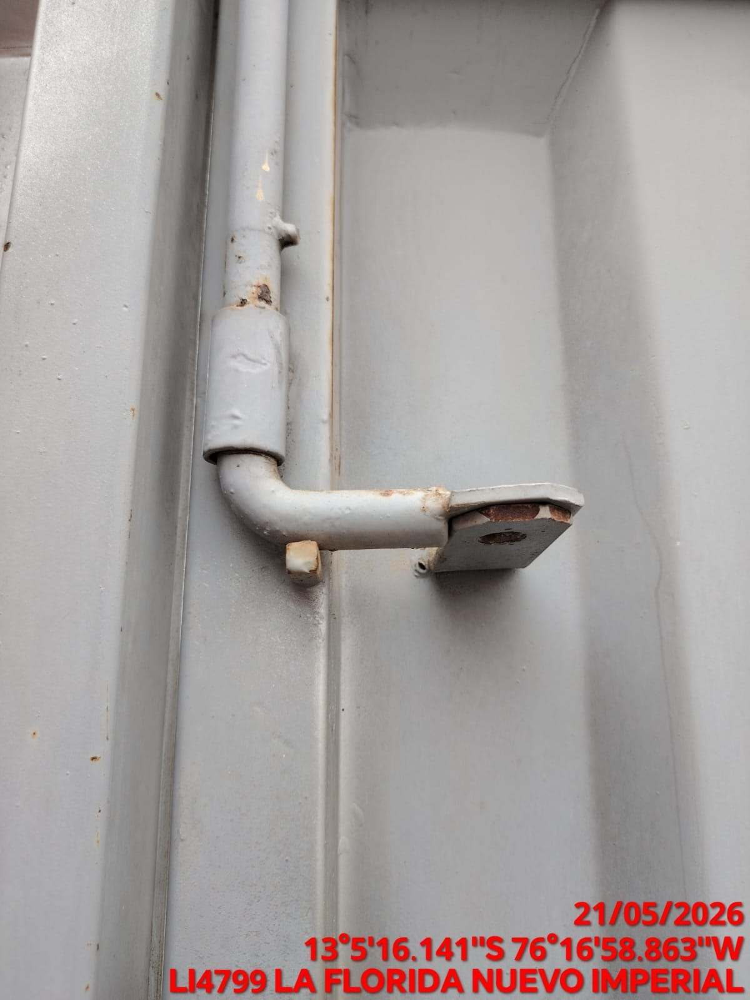 21/05/2026
13°5'16.141"S 76°16'58.863"W
LI4799 LA FLORIDA NUEVO IMPERIAL